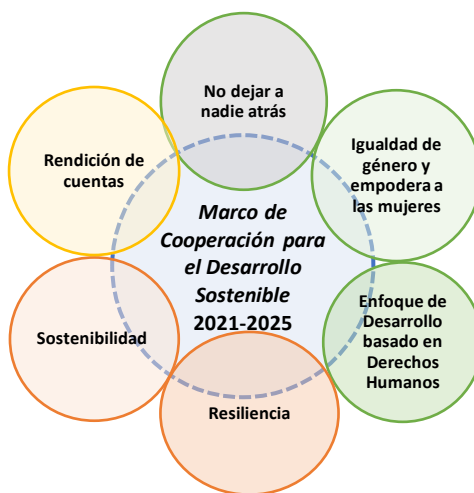 No dejar a
nadie atrás
Igualdad de
género y
empodera a
las mujeres
Enfoque de
Desarrollo
basado en
Derechos
Humanos
Resiliencia
Sostenibilidad
Rendición de
cuentas
Marco de
Cooperación para
el Desarrollo
Sostenible
2021-2025